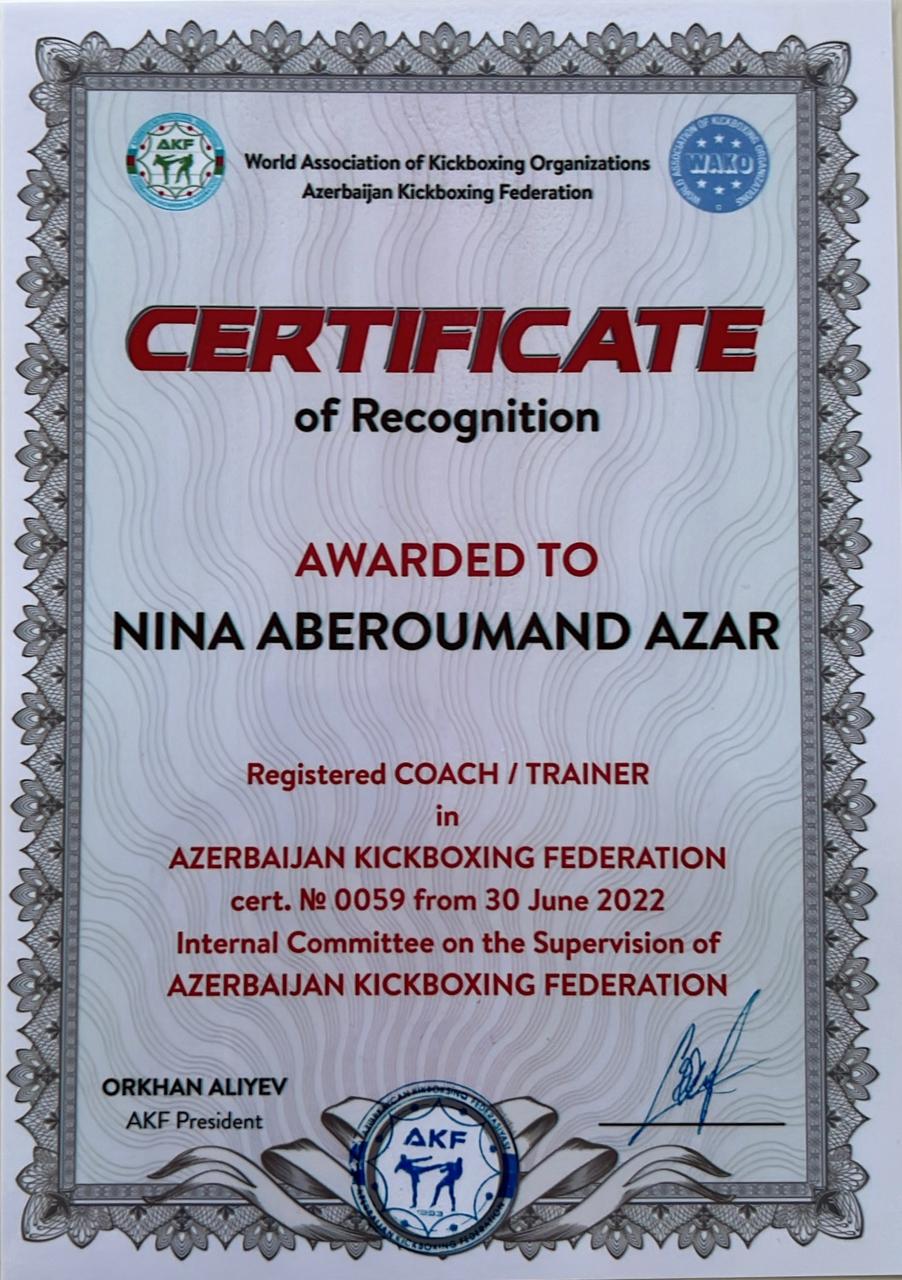 AKF
World Association of Kickboxing Organizations
Azerbaijan Kickboxing Federation
WORLD ASSOCIATION OF KICKBOXING ORGANIZATIONS
WAKO
CERTIFICATE
of Recognition
AWARDED TO
NINA ABEROUMAND AZAR
Registered COACH / TRAINER
in
AZERBAIJAN KICKBOXING FEDERATION
cert. № 0059 from 30 June 2022
Internal Committee on the Supervision of
AZERBAIJAN KICKBOXING FEDERATION
ORKHAN ALIYEV
AKF President
AKF
AZERBAIJAN KICKBOXING FEDERATION